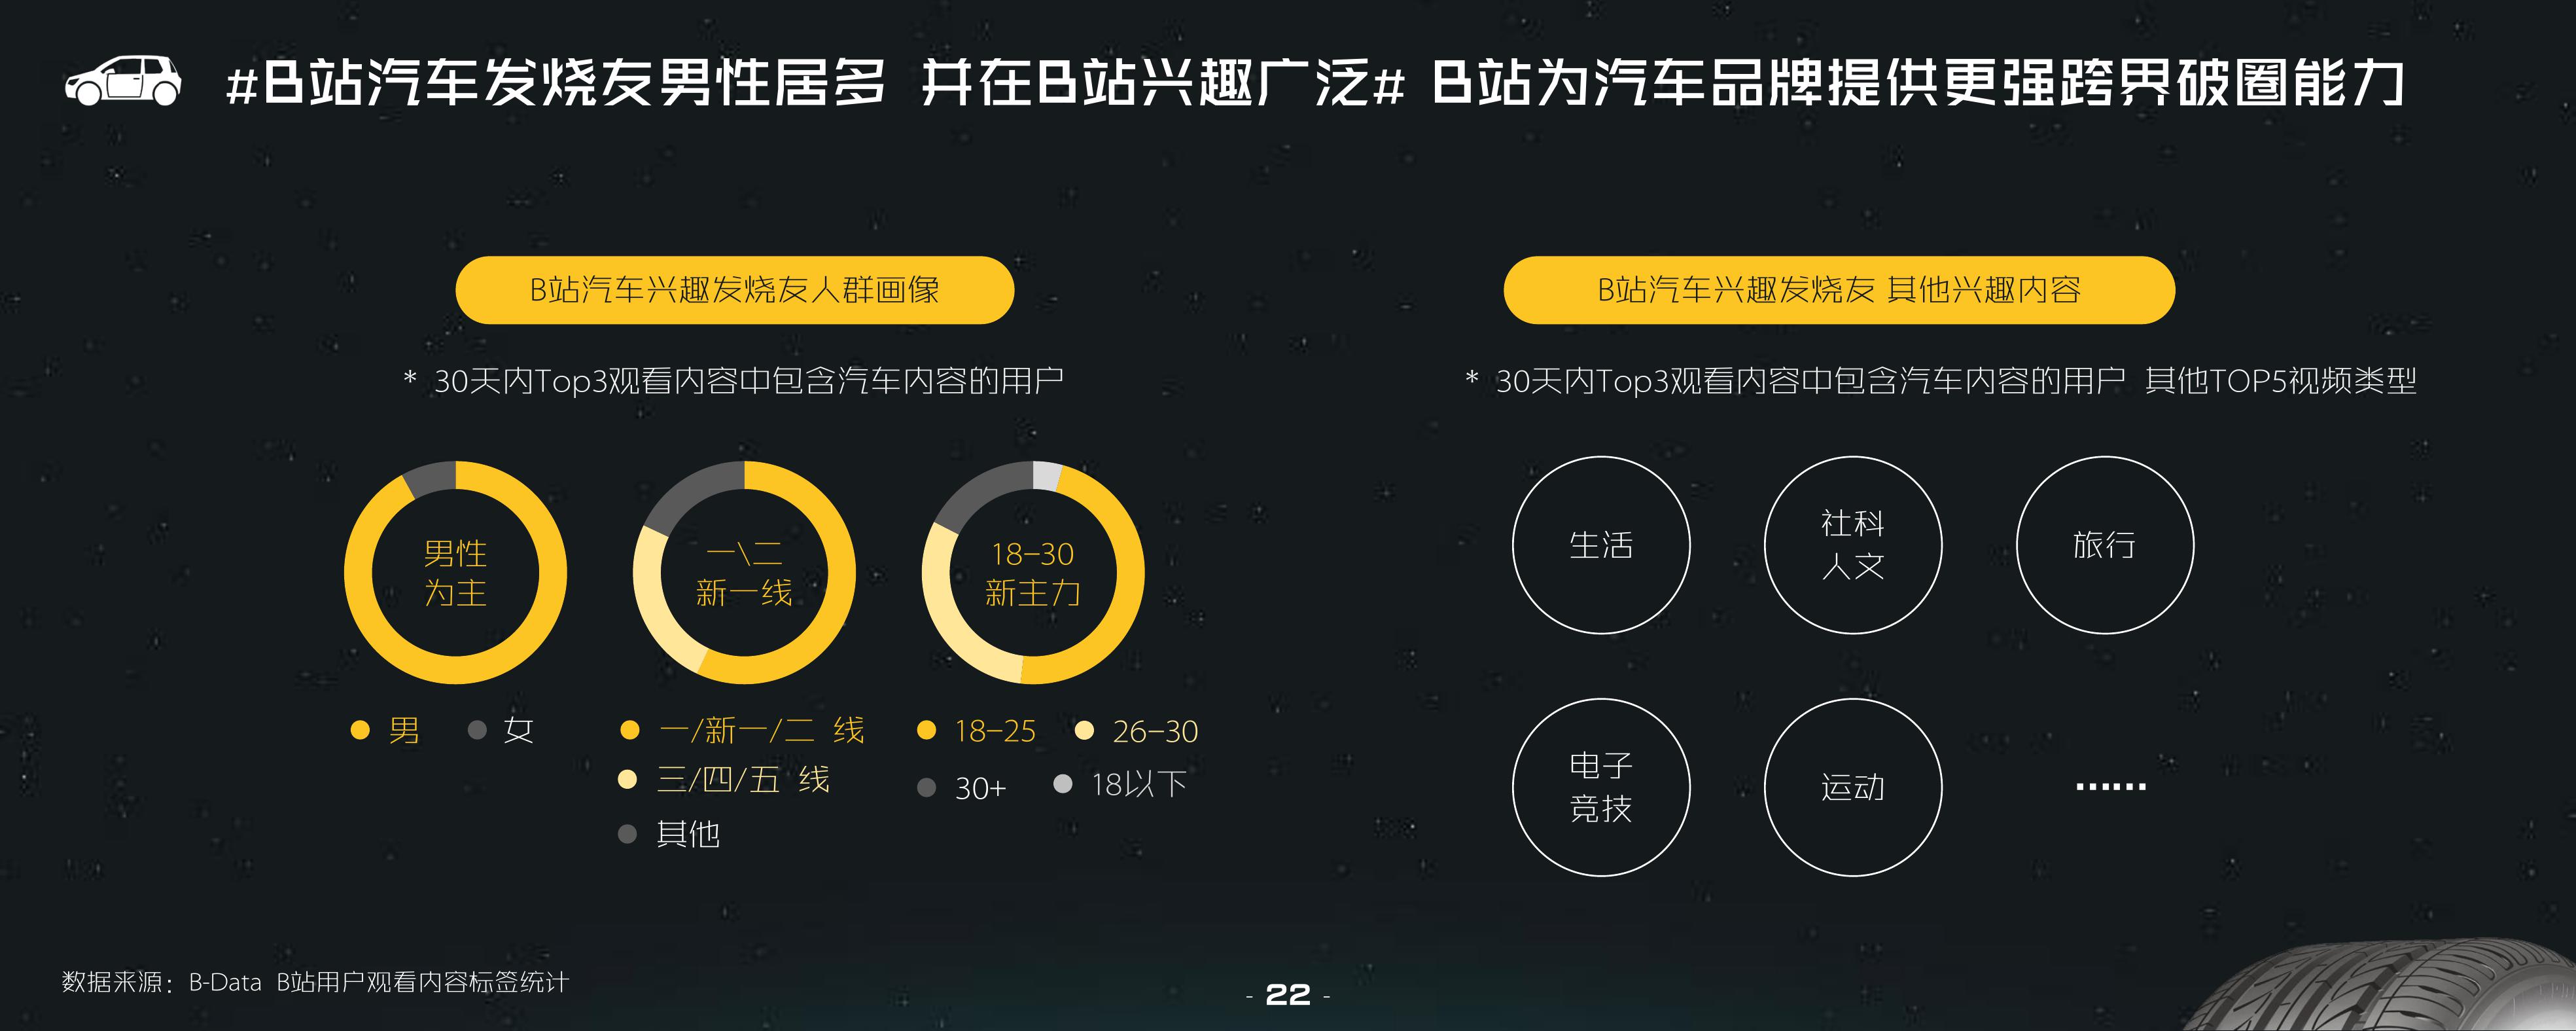 #B站汽车发烧友男性居多 并在B站兴趣广泛# B站为汽车品牌提供更强跨界破圈能力
B站汽车兴趣发烧友人群画像
* 30天内Top3观看内容中包含汽车内容的用户
男性
为主
一\二
新一线
18-30
新主力
男
女
一/新一/二 线
三/四/五 线
其他
18-25
26-30
30+
18以下
B站汽车兴趣发烧友 其他兴趣内容
* 30天内Top3观看内容中包含汽车内容的用户 其他TOP5视频类型
生活
社科
人文
旅行
电子
竞技
运动
······
数据来源：B-Data B站用户观看内容标签统计
- 22 -